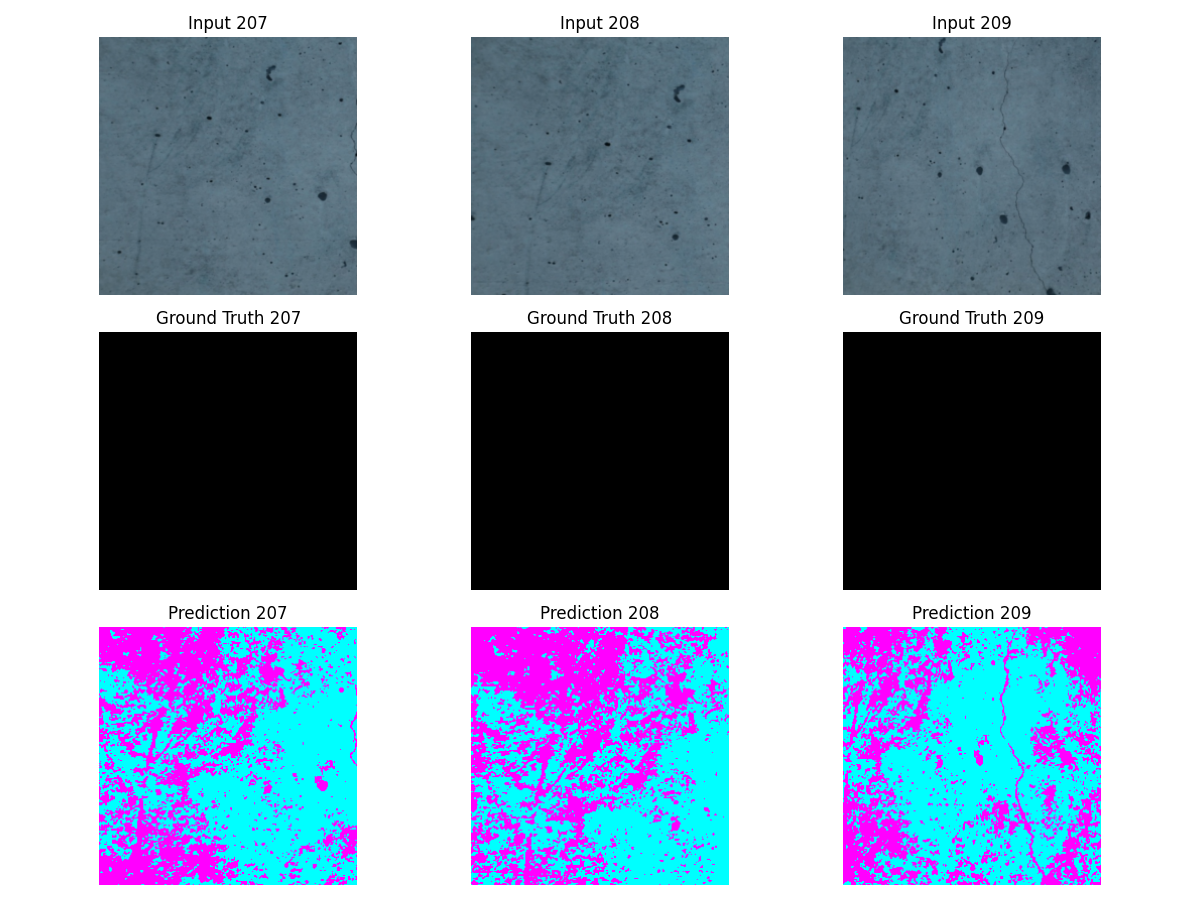 Input 207
Input 208
Input 209
Ground Truth 207
Ground Truth 208
Ground Truth 209
Prediction 207
Prediction 208
Prediction 209